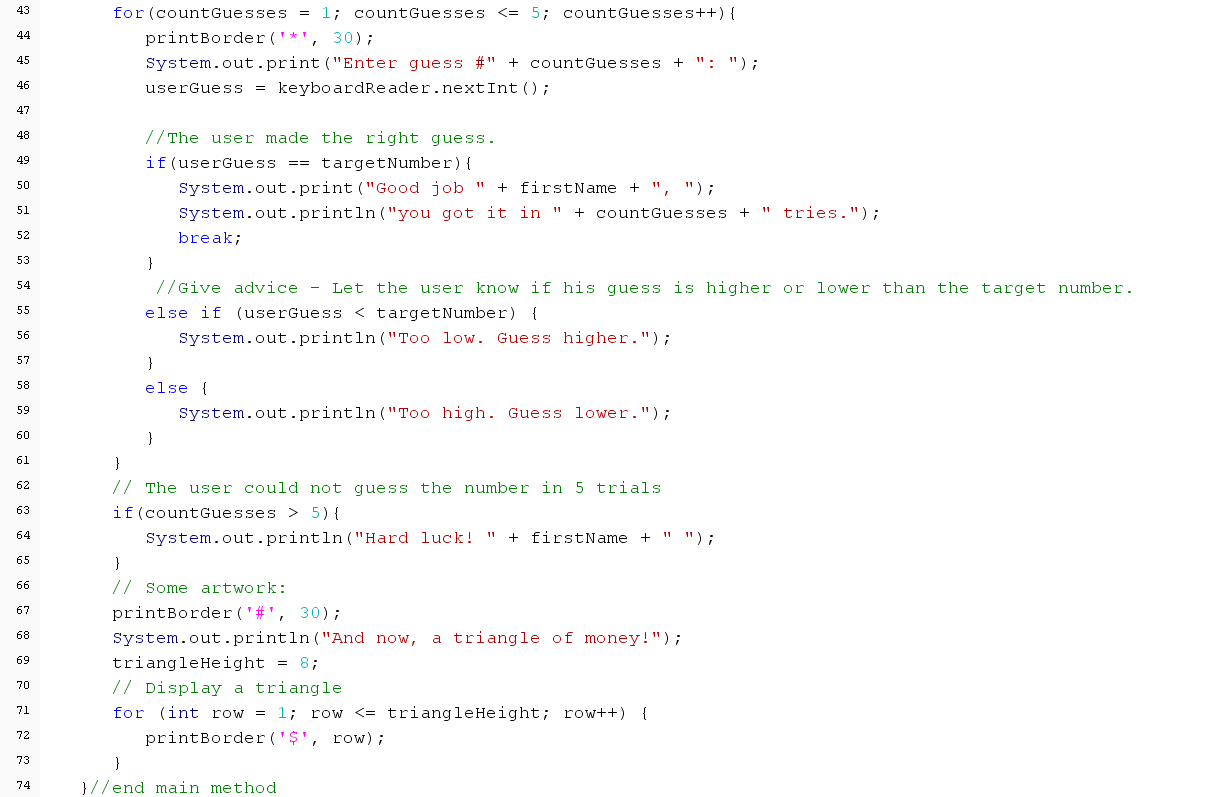 43 for(countGuesses = 1; countGuesses <= 5; countGuesses++){
44 printBorder('*', 30);
45 System.out.print("Enter guess #" + countGuesses + ": ");
46 userGuess = keyboardReader.nextInt();
47
48 //The user made the right guess.
49 if(userGuess == targetNumber){
50 System.out.print("Good job " + firstName + ", ");
51 System.out.println("you got it in " + countGuesses + " tries.");
52 break;
53 }
54 //Give advice - Let the user know if his guess is higher or lower than the target number.
55 else if (userGuess < targetNumber) {
56 System.out.println("Too low. Guess higher.");
57 }
58 else {
59 System.out.println("Too high. Guess lower.");
60 }
61 }
62 // The user could not guess the number in 5 trials
63 if(countGuesses > 5){
64 System.out.println("Hard luck! " + firstName + " ");
65 }
66 // Some artwork:
67 printBorder('#', 30);
68 System.out.println("And now, a triangle of money!");
69 triangleHeight = 8;
70 // Display a triangle
71 for (int row = 1; row <= triangleHeight; row++) {
72 printBorder('$', row);
73 }
74 }//end main method